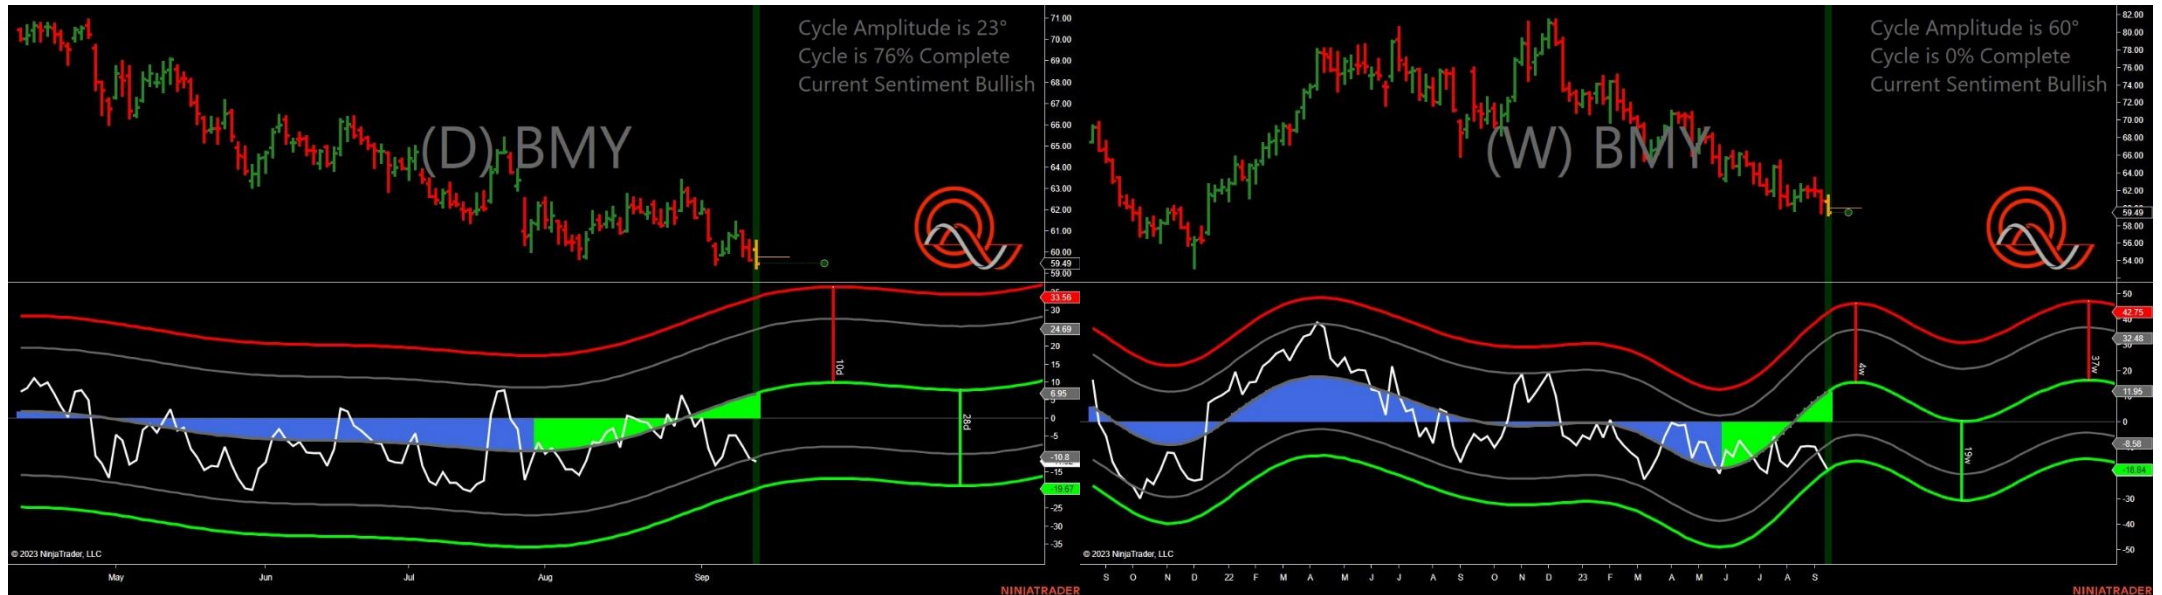 Cycle Amplitude is 23°
Cycle is 76% Complete
Current Sentiment Bullish
(D) BMY
71.00
70.00
69.00
68.00
67.00
66.00
65.00
64.00
63.00
62.00
61.00
60.00
59.49
59.00
33.56
30
24.69
20
15
10
6.95
0
-5
-10.8
-15
-19.67
-25
-30
-35
10d
28d
© 2023 NinjaTrader, LLC
May Jun Jul Aug Sep
NINJATRADER
Cycle Amplitude is 60°
Cycle is 0% Complete
Current Sentiment Bullish
(W) BMY
82.00
80.00
78.00
76.00
74.00
72.00
70.00
68.00
66.00
64.00
62.00
59.49
58.00
56.00
54.00
50
42.75
40
32.48
30
20
11.95
0
-8.58
-30
-40
-50
4w
19w
37w
© 2023 NinjaTrader, LLC
S O N D 22 F M A M J J A S O N D 23 F M A M J J A S
NINJATRADER